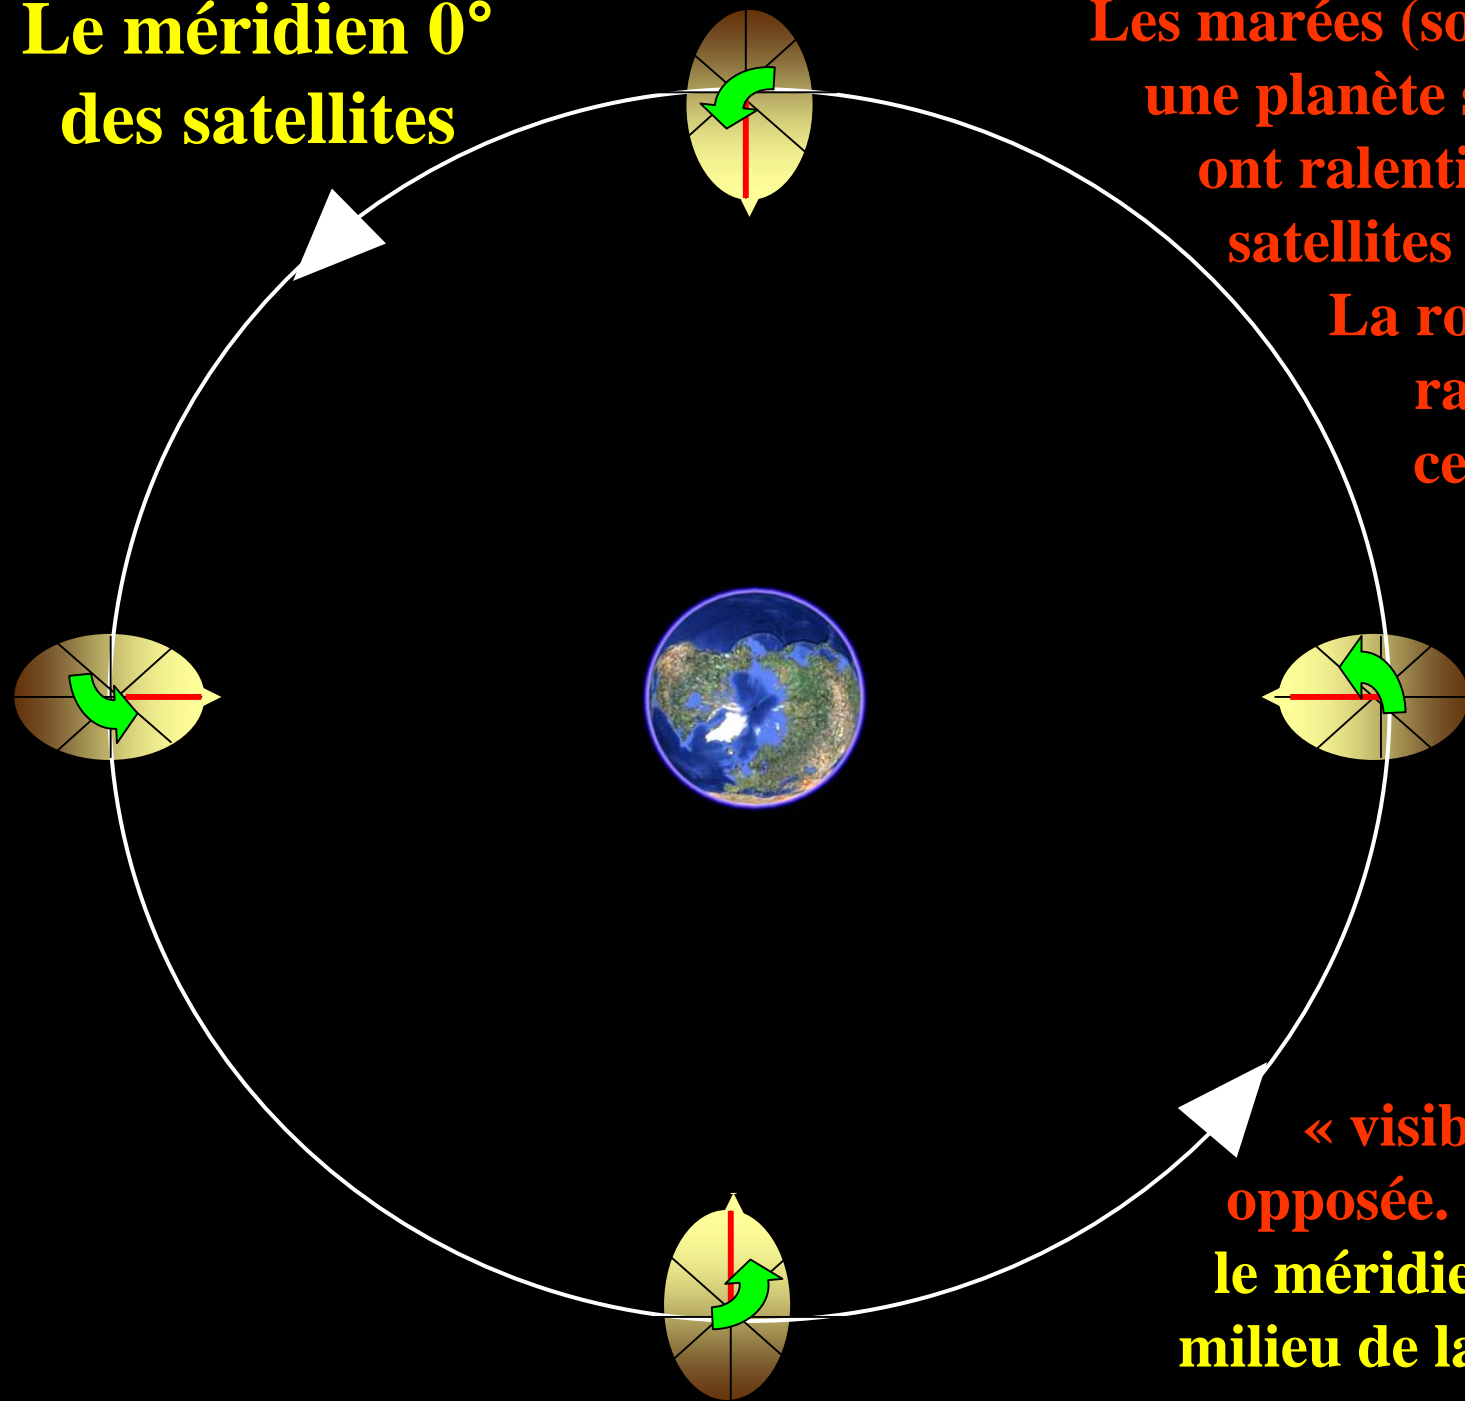 Le méridien 0°
des satellites
Les marées (so
une planète s
ont ralenti
satellites
La ro
ra
ce
« visib
opposée.
le méridie
milieu de la